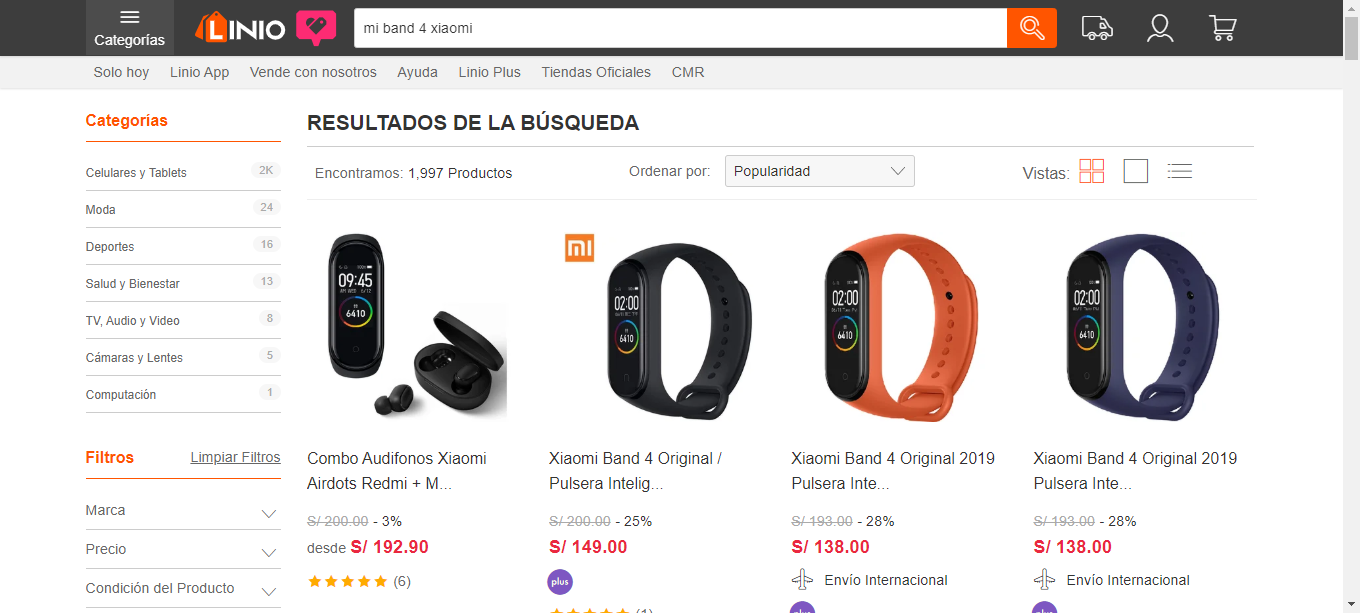 Categorías
LINIO
mi band 4 xiaomi
Solo hoy Linio App Vende con nosotros Ayuda Linio Plus Tiendas Oficiales CMR
Categorías
Celulares y Tablets 2K
Moda 24
Deportes 16
Salud y Bienestar 13
TV, Audio y Video 8
Cámaras y Lentes 5
Computación 1
Filtros Limpiar Filtros
Marca
Precio
Condición del Producto
RESULTADOS DE LA BÚSQUEDA
Encontramos: 1,997 Productos Ordenar por: Popularidad Vistas:
09:45
6410
Combo Audifonos Xiaomi
Airdots Redmi + M...
S/ 200.00 - 3%
desde S/ 192.90
(6)
mi
02:00
6410
Xiaomi Band 4 Original /
Pulsera Intelig...
S/ 200.00 - 25%
S/ 149.00
plus
(1)
02:00
6410
Xiaomi Band 4 Original 2019
Pulsera Inte...
S/ 193.00 - 28%
S/ 138.00
Envío Internacional
plus
02:00
6410
Xiaomi Band 4 Original 2019
Pulsera Inte...
S/ 193.00 - 28%
S/ 138.00
Envío Internacional
plus